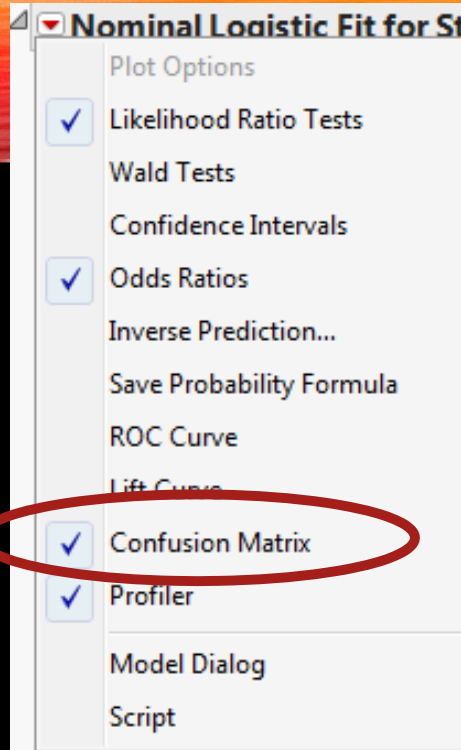 Nominal Logistic Fit for St
Plot Options
Likelihood Ratio Tests
Wald Tests
Confidence Intervals
Odds Ratios
Inverse Prediction...
Save Probability Formula
ROC Curve
Lift Curve
Confusion Matrix
Profiler
Model Dialog
Script